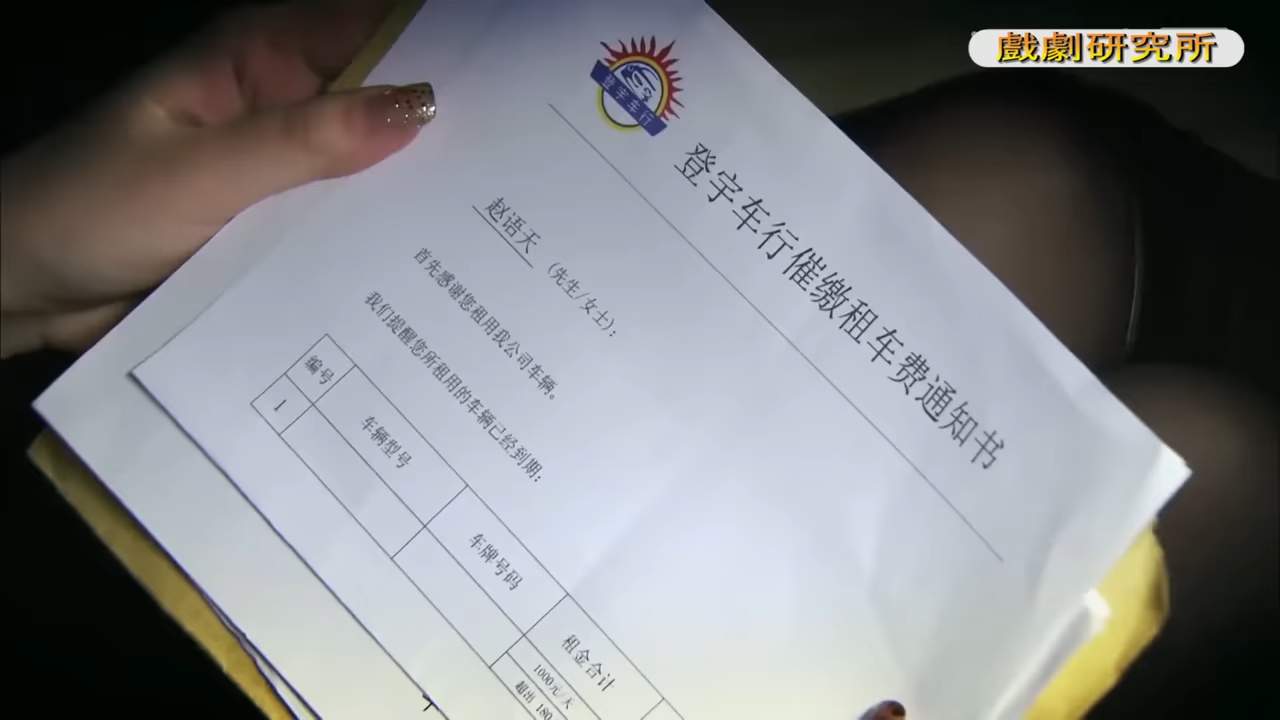 戲劇研究所
登宇车行
登宇车行催缴租车费通知书
赵语天 (先生/女士):
首先感谢您租用我公司车辆。
我们提醒您所租用的车辆已经到期:
编号 车辆型号 车牌号码 租金合计
1 1000元/天
超出 180